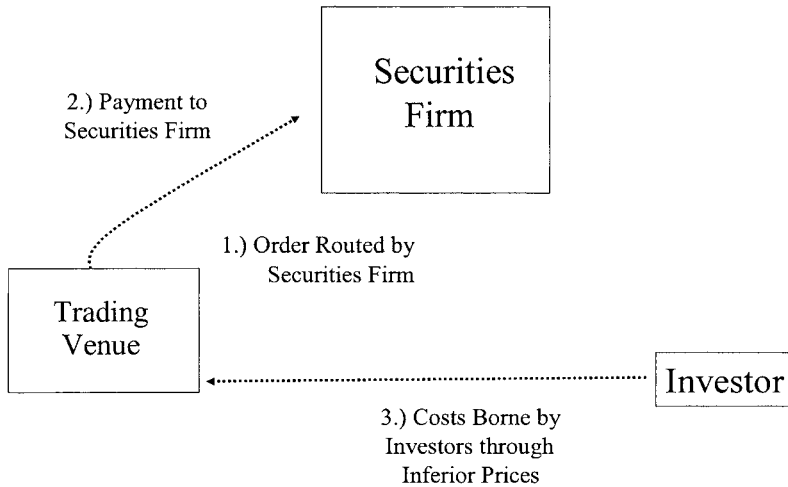 Securities
Firm
2.) Payment to
Securities Firm
1.) Order Routed by
Securities Firm
Trading
Venue
Investor
3.) Costs Borne by
Investors through
Inferior Prices